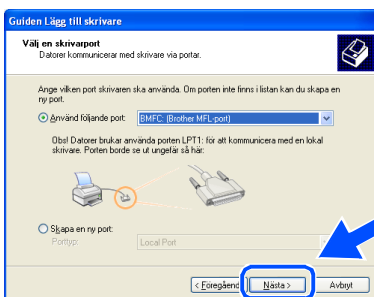 Guiden Lägg till skrivare
Välj en skrivarport
Datorer kommunicerar med skrivare via portar.
Ange vilken port skrivaren ska använda. Om porten inte finns i listan kan du skapa en
ny port.
Använd följande port: BMFC: (Brother MFL-port)
Obs! Datorer brukar använda porten LPT1: för att kommunicera med en lokal
skrivare. Porten borde se ut ungefär så här:
Skapa en ny port:
Porttyp: Local Port
< Föregående Nästa > Avbryt